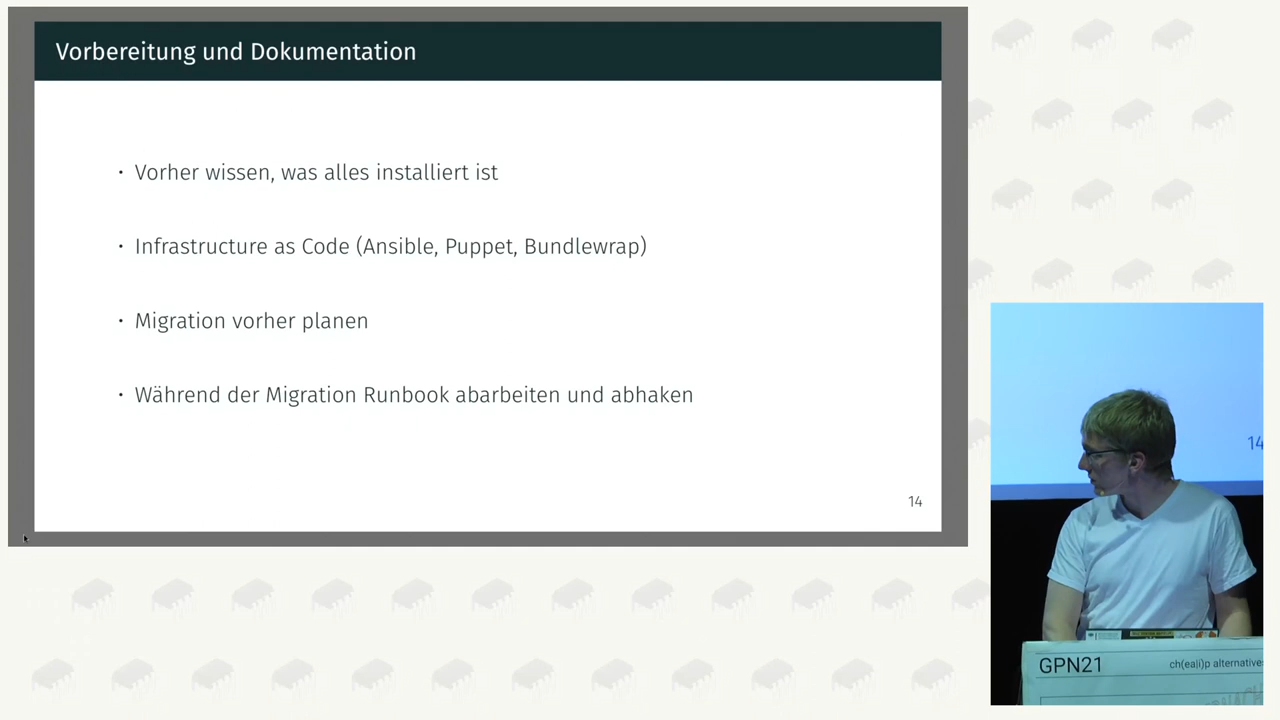 Vorbereitung und Dokumentation
• Vorher wissen, was alles installiert ist
• Infrastructure as Code (Ansible, Puppet, Bundlewrap)
• Migration vorher planen
• Während der Migration Runbook abarbeiten und abhaken
14
14
GPN21
ch(ea|i)p alternative